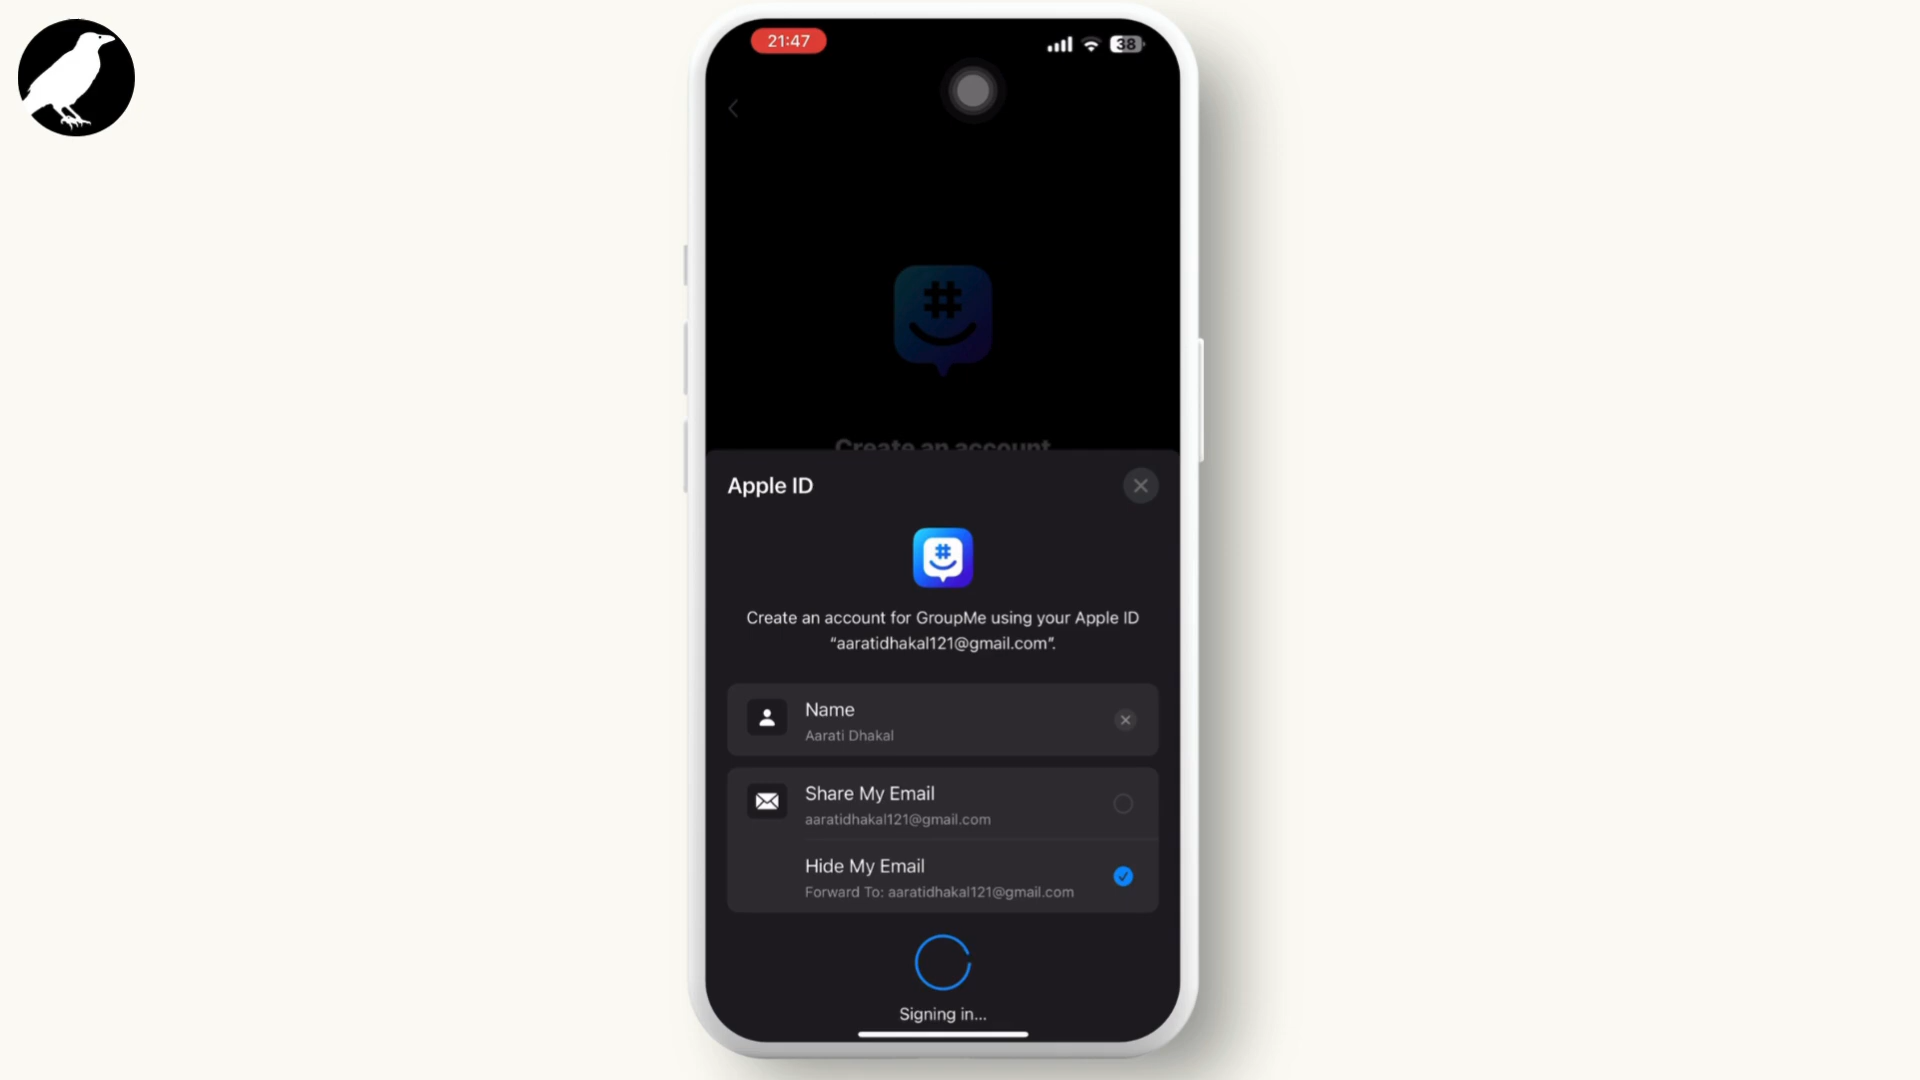 21:47
38
Create an account
Apple ID
Create an account for GroupMe using your Apple ID
“aaratidhakal121@gmail.com”.
Name
Aarati Dhakal
Share My Email
aaratidhakal121@gmail.com
Hide My Email
Forward To: aaratidhakal121@gmail.com
Signing in...